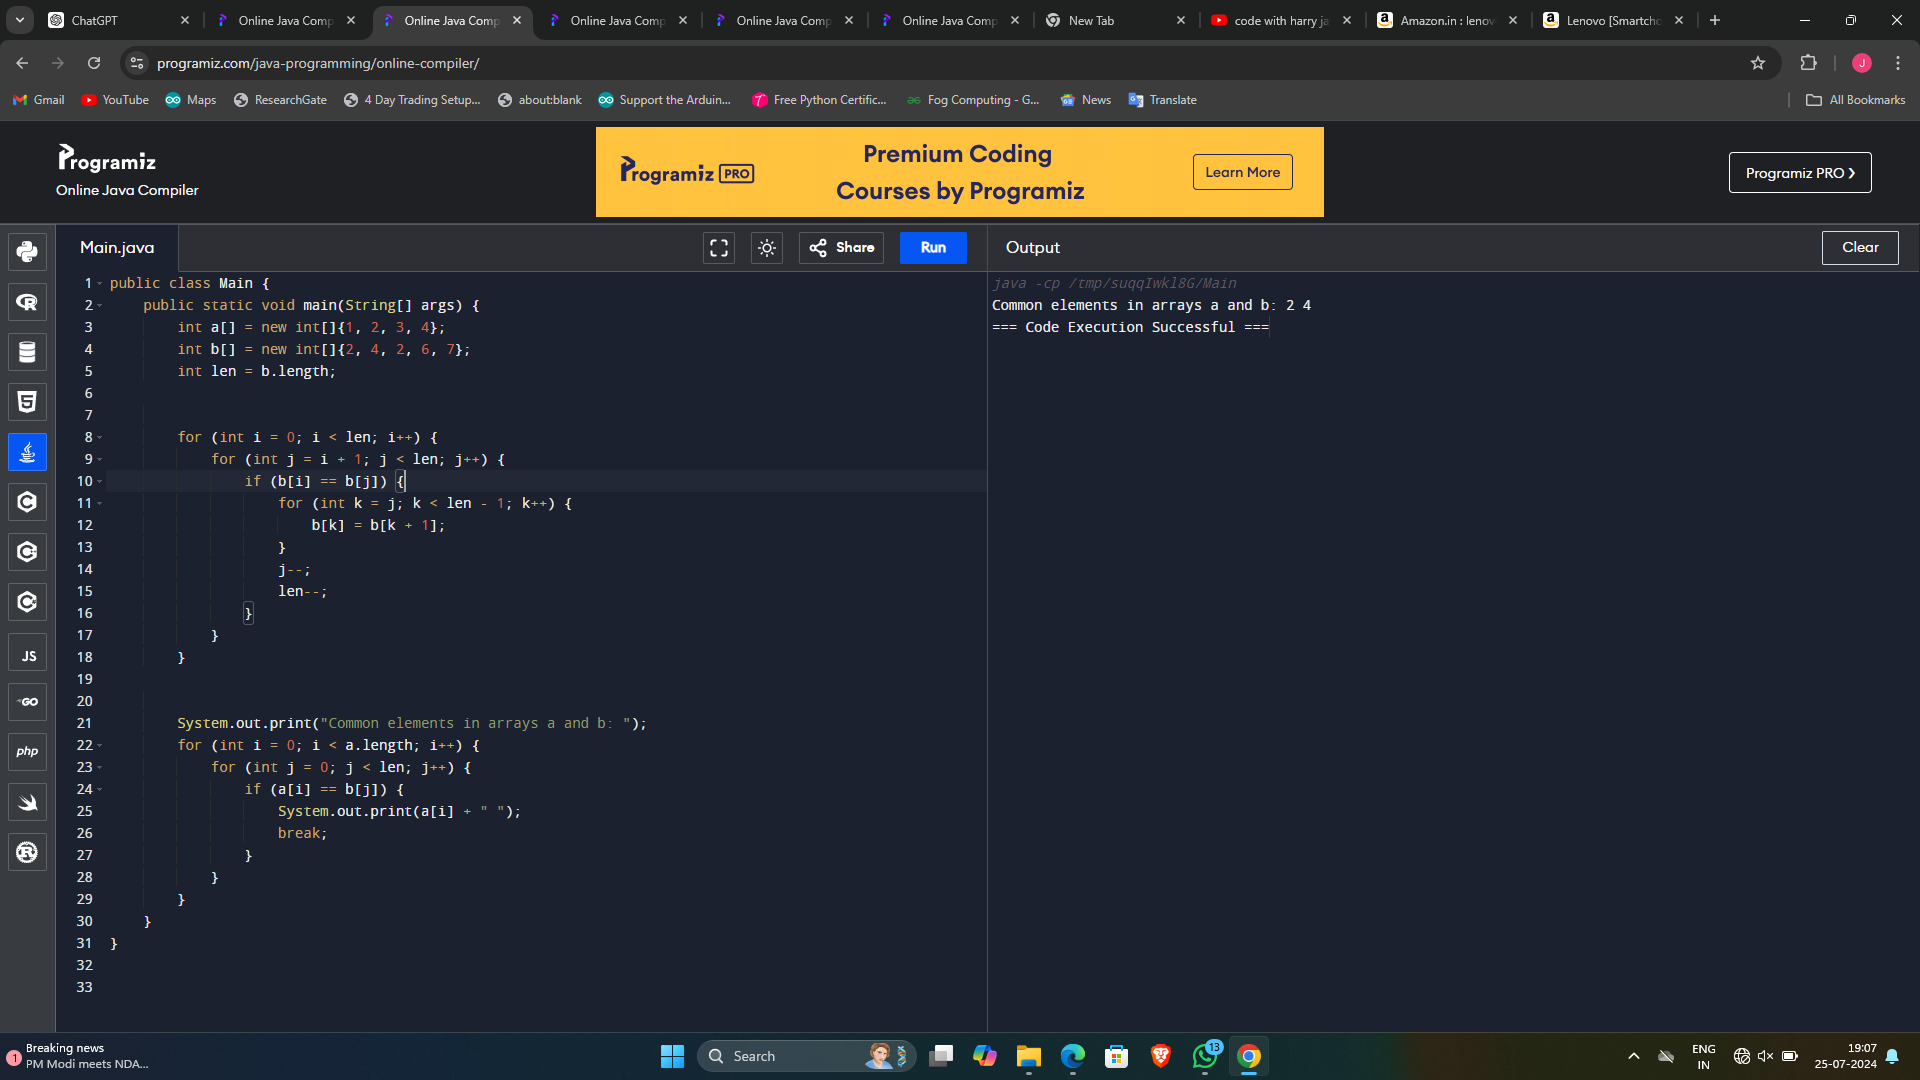 ChatGPT
Online Java Comp
Online Java Comp
Online Java Comp
Online Java Comp
Online Java Comp
New Tab
code with harry ja
Amazon.in : lenov
Lenovo [Smartcho
programiz.com/java-programming/online-compiler/
J
Gmail
YouTube
Maps
ResearchGate
4 Day Trading Setup...
about:blank
Support the Arduin...
Free Python Certific...
Fog Computing - G...
News
Translate
All Bookmarks
Programiz
Online Java Compiler
Programiz PRO
Premium Coding
Courses by Programiz
Learn More
Programiz PRO
Main.java
Share
Run
Output
Clear
1 public class Main {
2 public static void main(String[] args) {
3 int a[] = new int[]{1, 2, 3, 4};
4 int b[] = new int[]{2, 4, 2, 6, 7};
5 int len = b.length;
6
7
8 for (int i = 0; i < len; i++) {
9 for (int j = i + 1; j < len; j++) {
10 if (b[i] == b[j]) {
11 for (int k = j; k < len - 1; k++) {
12 b[k] = b[k + 1];
13 }
14 j--;
15 len--;
16 }
17 }
18 }
19
20
21 System.out.print("Common elements in arrays a and b: ");
22 for (int i = 0; i < a.length; i++) {
23 for (int j = 0; j < len; j++) {
24 if (a[i] == b[j]) {
25 System.out.print(a[i] + " ");
26 break;
27 }
28 }
29 }
30 }
31 }
32
33
java -cp /tmp/suqqIwkl8G/Main
Common elements in arrays a and b: 2 4
=== Code Execution Successful ===
R
5
C
C
C
JS
GO
php
R
1
Breaking news
PM Modi meets NDA...
Search
13
ENG
IN
19:07
25-07-2024